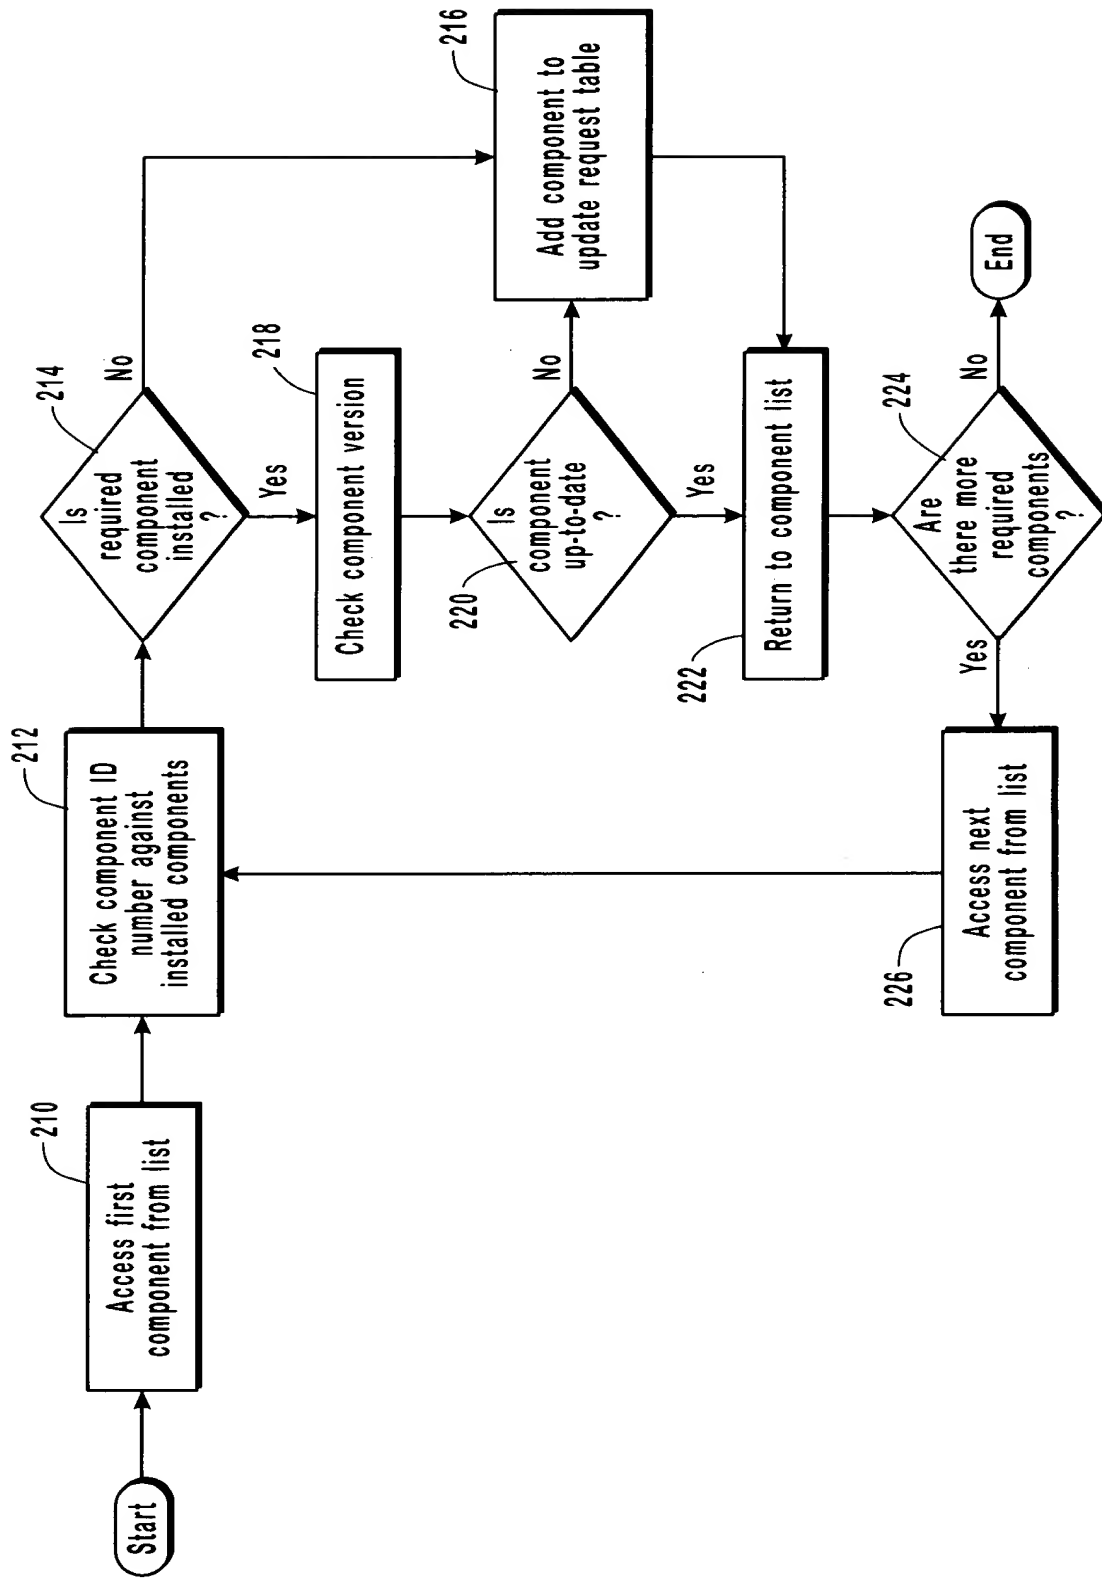 Start
210
Access first
component from list
212
Check component ID
number against
installed components
214
Is
required
component
installed
?
No
Yes
218
Check component version
220
Is
component
up-to-date
?
No
Yes
216
Add component to
update request table
222
Return to component list
224
Are
there more
required
components
?
No
End
Yes
226
Access next
component from list